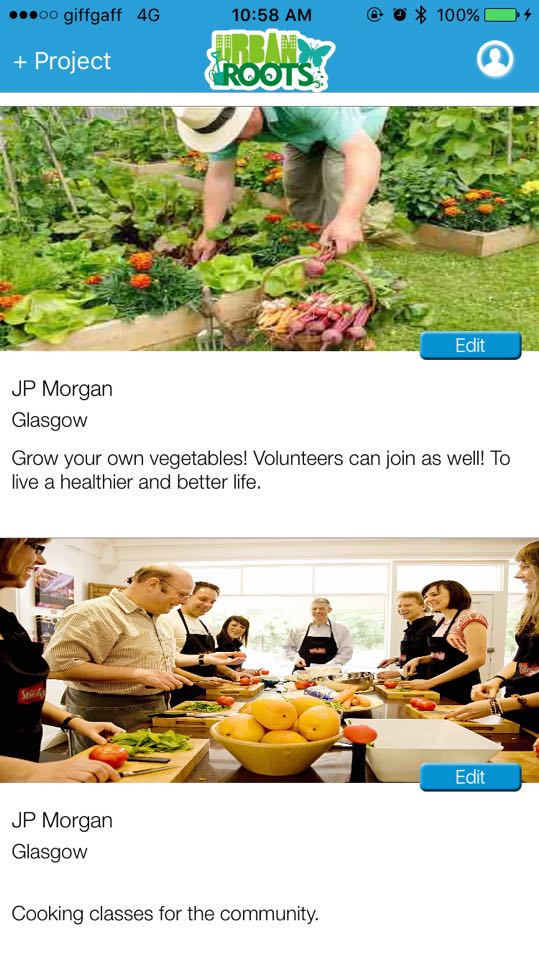 giffgaff 4G 10:58 AM 100%
+ Project
URBAN
ROOTS
Edit
JP Morgan
Glasgow
Grow your own vegetables! Volunteers can join as well! To
live a healthier and better life.
Edit
JP Morgan
Glasgow
Cooking classes for the community.